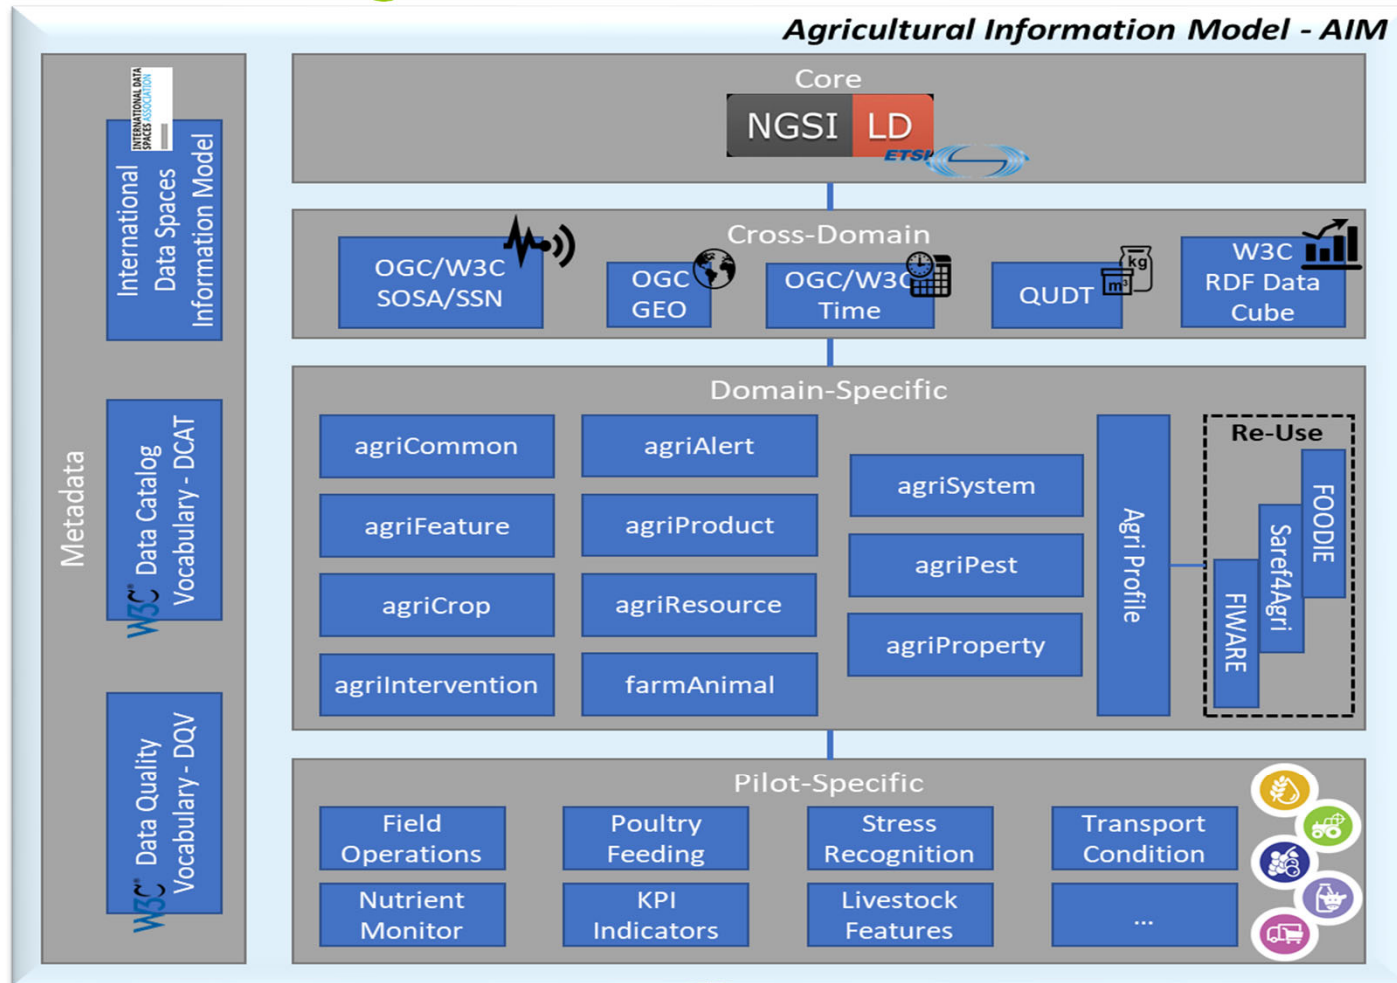 Agricultural Information Model - AIM
Metadata
INTERNATIONAL DATA
SPACES ASSOCIATION
International
Data Spaces
Information Model
W3C®
Data Catalog
Vocabulary - DCAT
W3C®
Data Quality
Vocabulary - DQV
Core
NGSI LD
ETSI
Cross-Domain
OGC/W3C
SOSA/SSN
OGC
GEO
OGC/W3C
Time
QUDT
kg
m³
W3C
RDF Data
Cube
Domain-Specific
agriCommon
agriFeature
agriCrop
agriIntervention
agriAlert
agriProduct
agriResource
farmAnimal
agriSystem
agriPest
agriProperty
Agri Profile
Re-Use
FIWARE
Saref4Agri
FOODIE
Pilot-Specific
Field
Operations
Poultry
Feeding
Stress
Recognition
Transport
Condition
Nutrient
Monitor
KPI
Indicators
Livestock
Features
...